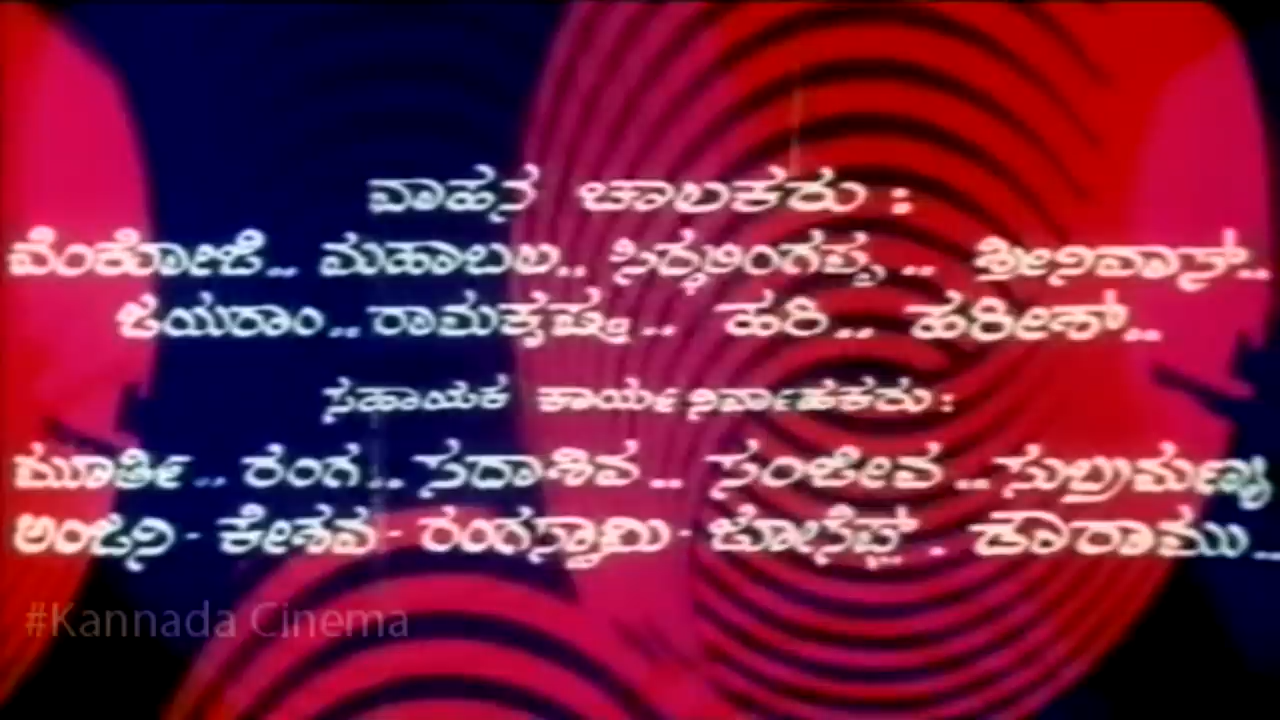 ವಾಹನ ಚಾಲಕರು :
ವೆಂಕೋಜಿ.. ಮಹಾಬಲ.. ಸಿದ್ಧಲಿಂಗಪ್ಪ .. ಶ್ರೀನಿವಾಸ್..
ಜಯರಾಂ.. ರಾಮಕೃಷ್ಣ .. ಹರಿ.. ಹರೀಶ್..
ಸಹಾಯಕ ಕಾರ್ಯನಿರ್ವಾಹಕರು:
ಮೂರ್ತಿ.. ರಂಗ.. ಸದಾಶಿವ.. ಸಂಜೀವ.. ಸುಬ್ರಮಣ್ಯ
ಅಂಜನಿ - ಕೇಶವ - ರಂಗಸ್ವಾಮಿ - ಜೋಸೆಫ್ .
#Kannada Cinema